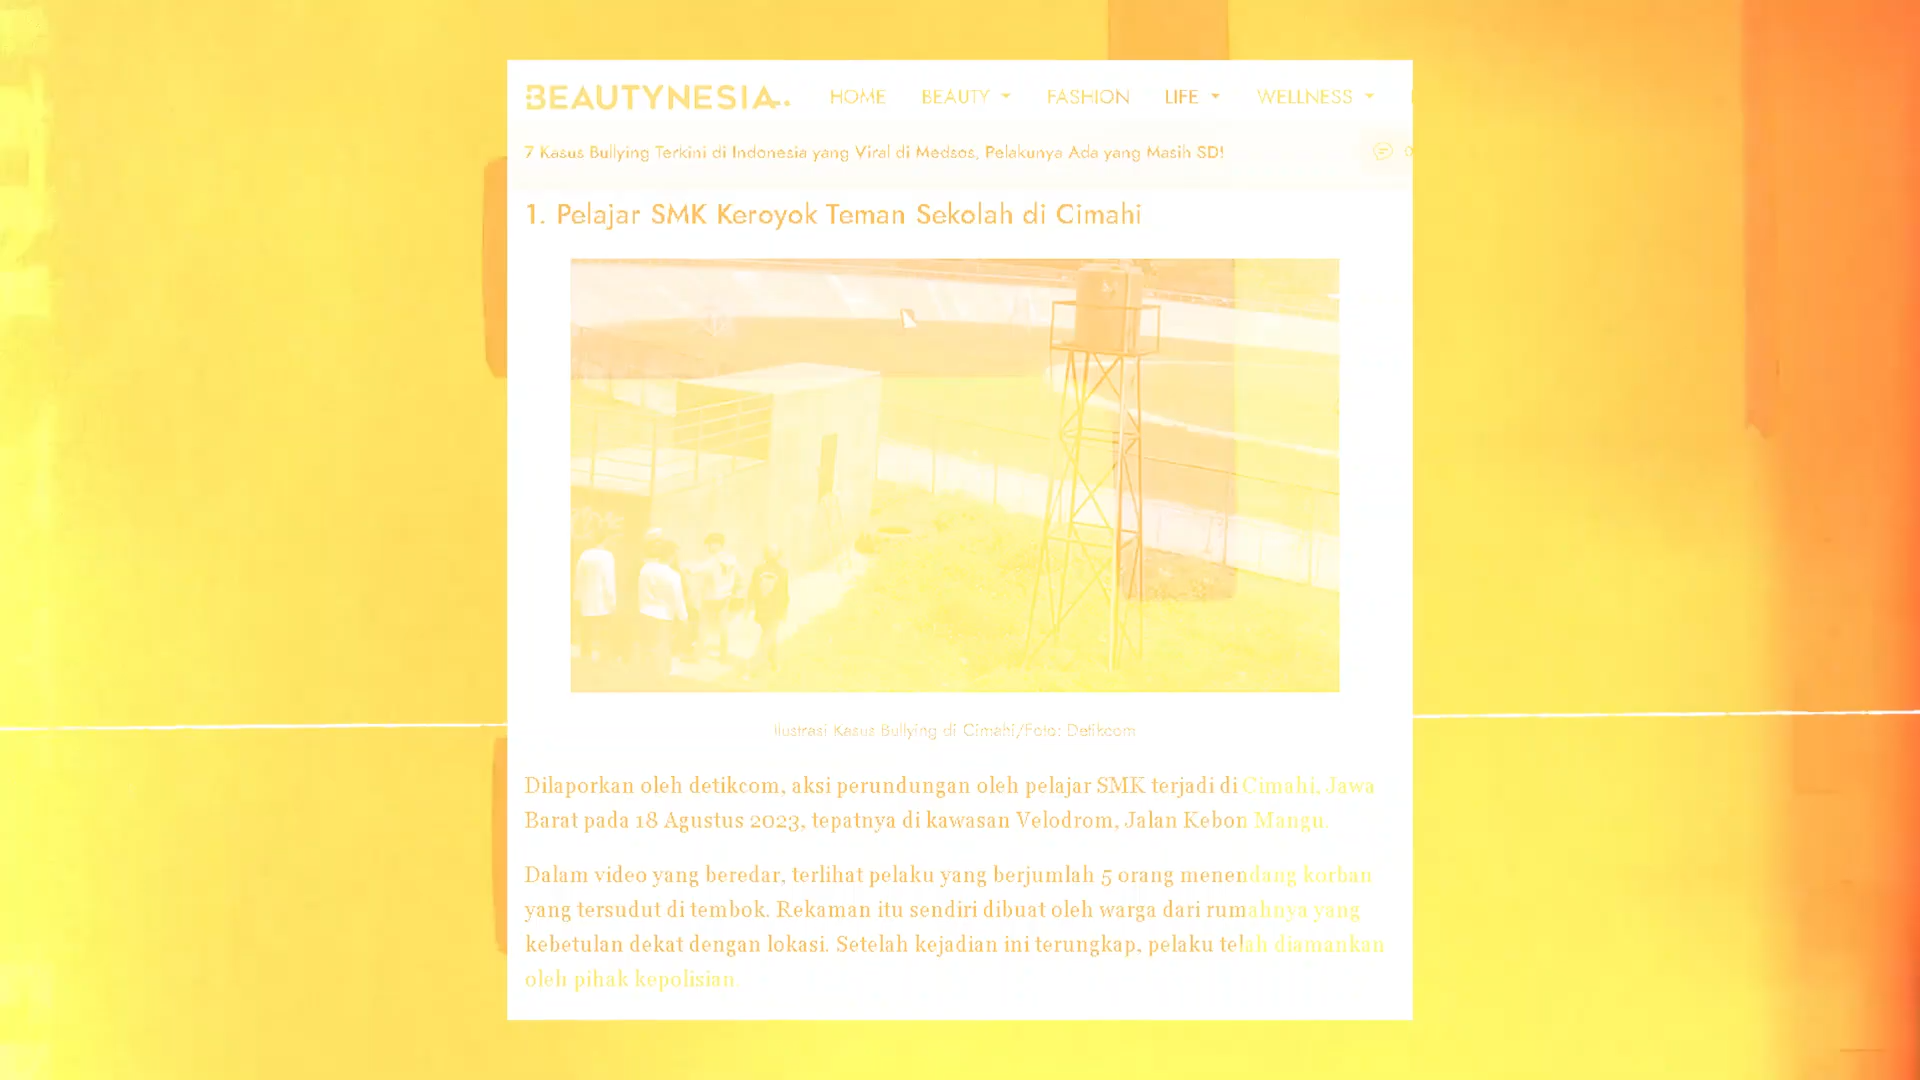 BEAUTYNESIA
HOME BEAUTY FASHION LIFE WELLNESS
7 Kasus Bullying Terkini di Indonesia yang Viral di Medsos, Pelakunya Ada yang Masih SD!
0
1. Pelajar SMK Keroyok Teman Sekolah di Cimahi
Ilustrasi Kasus Bullying di Cimahi/Foto: Detikcom
Dilaporkan oleh detikcom, aksi perundungan oleh pelajar SMK terjadi di Cimahi, Jawa
Barat pada 18 Agustus 2023, tepatnya di kawasan Velodrom, Jalan Kebon Mangu.
Dalam video yang beredar, terlihat pelaku yang berjumlah 5 orang menendang korban
yang tersudut di tembok. Rekaman itu sendiri dibuat oleh warga dari rumahnya yang
kebetulan dekat dengan lokasi. Setelah kejadian ini terungkap, pelaku telah diamankan
oleh pihak kepolisian.